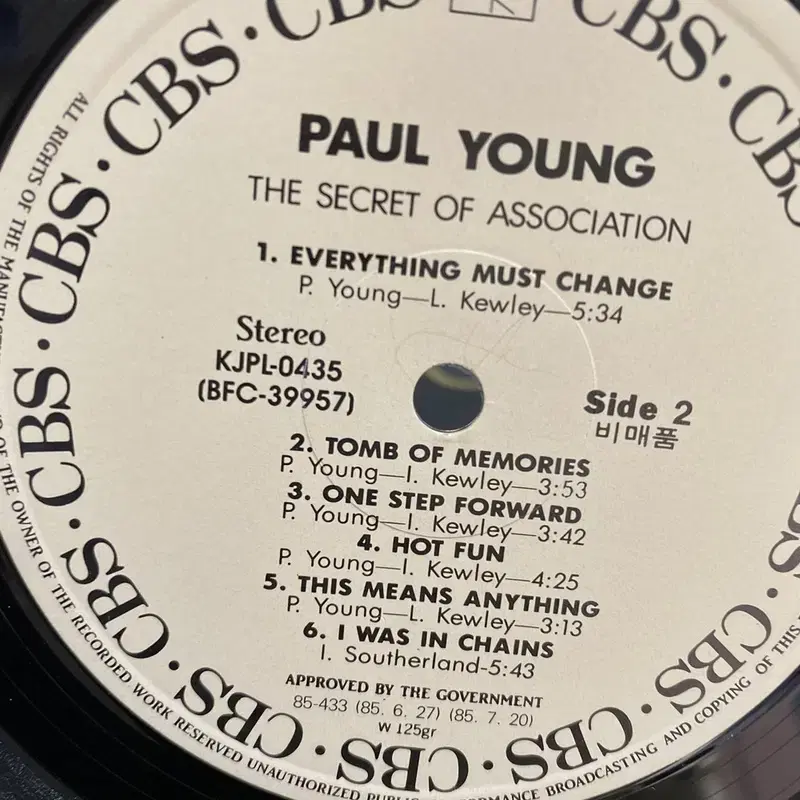 PAUL YOUNG
THE SECRET OF ASSOCIATION
1. EVERYTHING MUST CHANGE
P. Young—L. Kewley—5:34
Stereo
KJPL-0435
(BFC-39957)
Side 2
비매품
2. TOMB OF MEMORIES
P. Young—I. Kewley—3:53
3. ONE STEP FORWARD
P. Young—I. Kewley—3:42
4. HOT FUN
P. Young—I. Kewley—4:25
5. THIS MEANS ANYTHING
P. Young—L. Kewley—3:13
6. I WAS IN CHAINS
I. Southerland-5:43
APPROVED BY THE GOVERNMENT
85-433 (85. 6. 27) (85. 7. 20)
W 125gr
CBS · CBS · CBS · CBS · CBS · CBS · CBS · CBS · CBS · CBS · CBS · CBS
ALL RIGHTS OF THE
OF THE OWNER OF THE RECORDED WORK RESERVED UNAUTHORIZED
BROADCASTING AND COPYING OF THIS